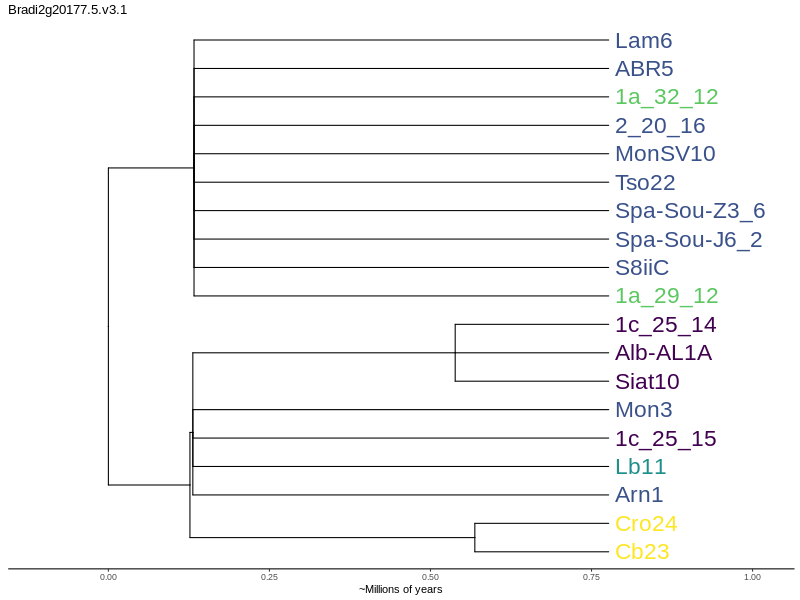 Bradi2g20177.5.v3.1
Lam6
ABR5
1a_32_12
2_20_16
MonSV10
Tso22
Spa-Sou-Z3_6
Spa-Sou-J6_2
S8iiC
1a_29_12
1c_25_14
Alb-AL1A
Siat10
Mon3
1c_25_15
Lb11
Arn1
Cro24
Cb23
0.00 0.25 0.50 0.75 1.00
~Millions of years